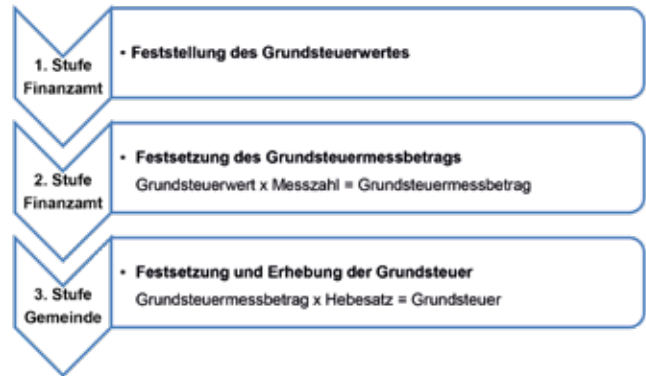 1. Stufe
Finanzamt
• Feststellung des Grundsteuerwertes
2. Stufe
Finanzamt
• Festsetzung des Grundsteuermessbetrags
Grundsteuerwert x Messzahl = Grundsteuermessbetrag
3. Stufe
Gemeinde
• Festsetzung und Erhebung der Grundsteuer
Grundsteuermessbetrag x Hebesatz = Grundsteuer